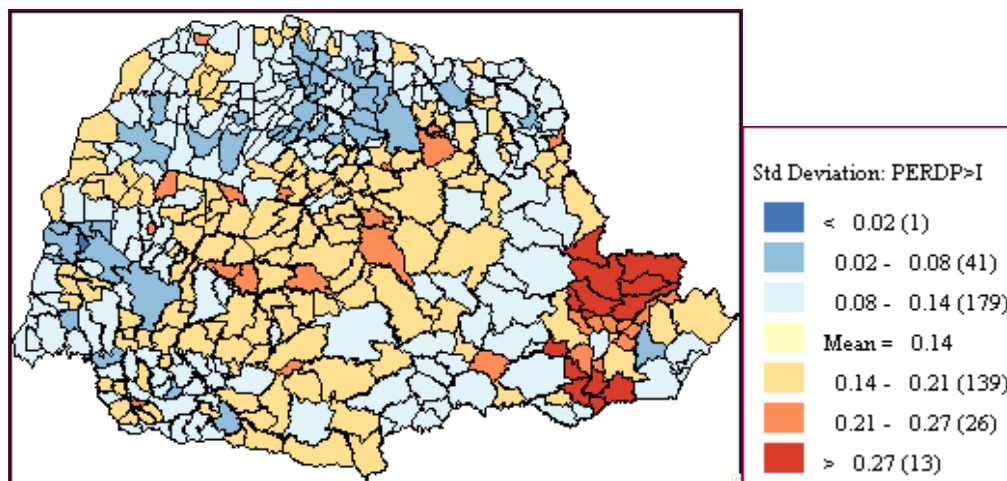 Std Deviation: PERDP>I
< 0.02 (1)
0.02 - 0.08 (41)
0.08 - 0.14 (179)
Mean = 0.14
0.14 - 0.21 (139)
0.21 - 0.27 (26)
> 0.27 (13)